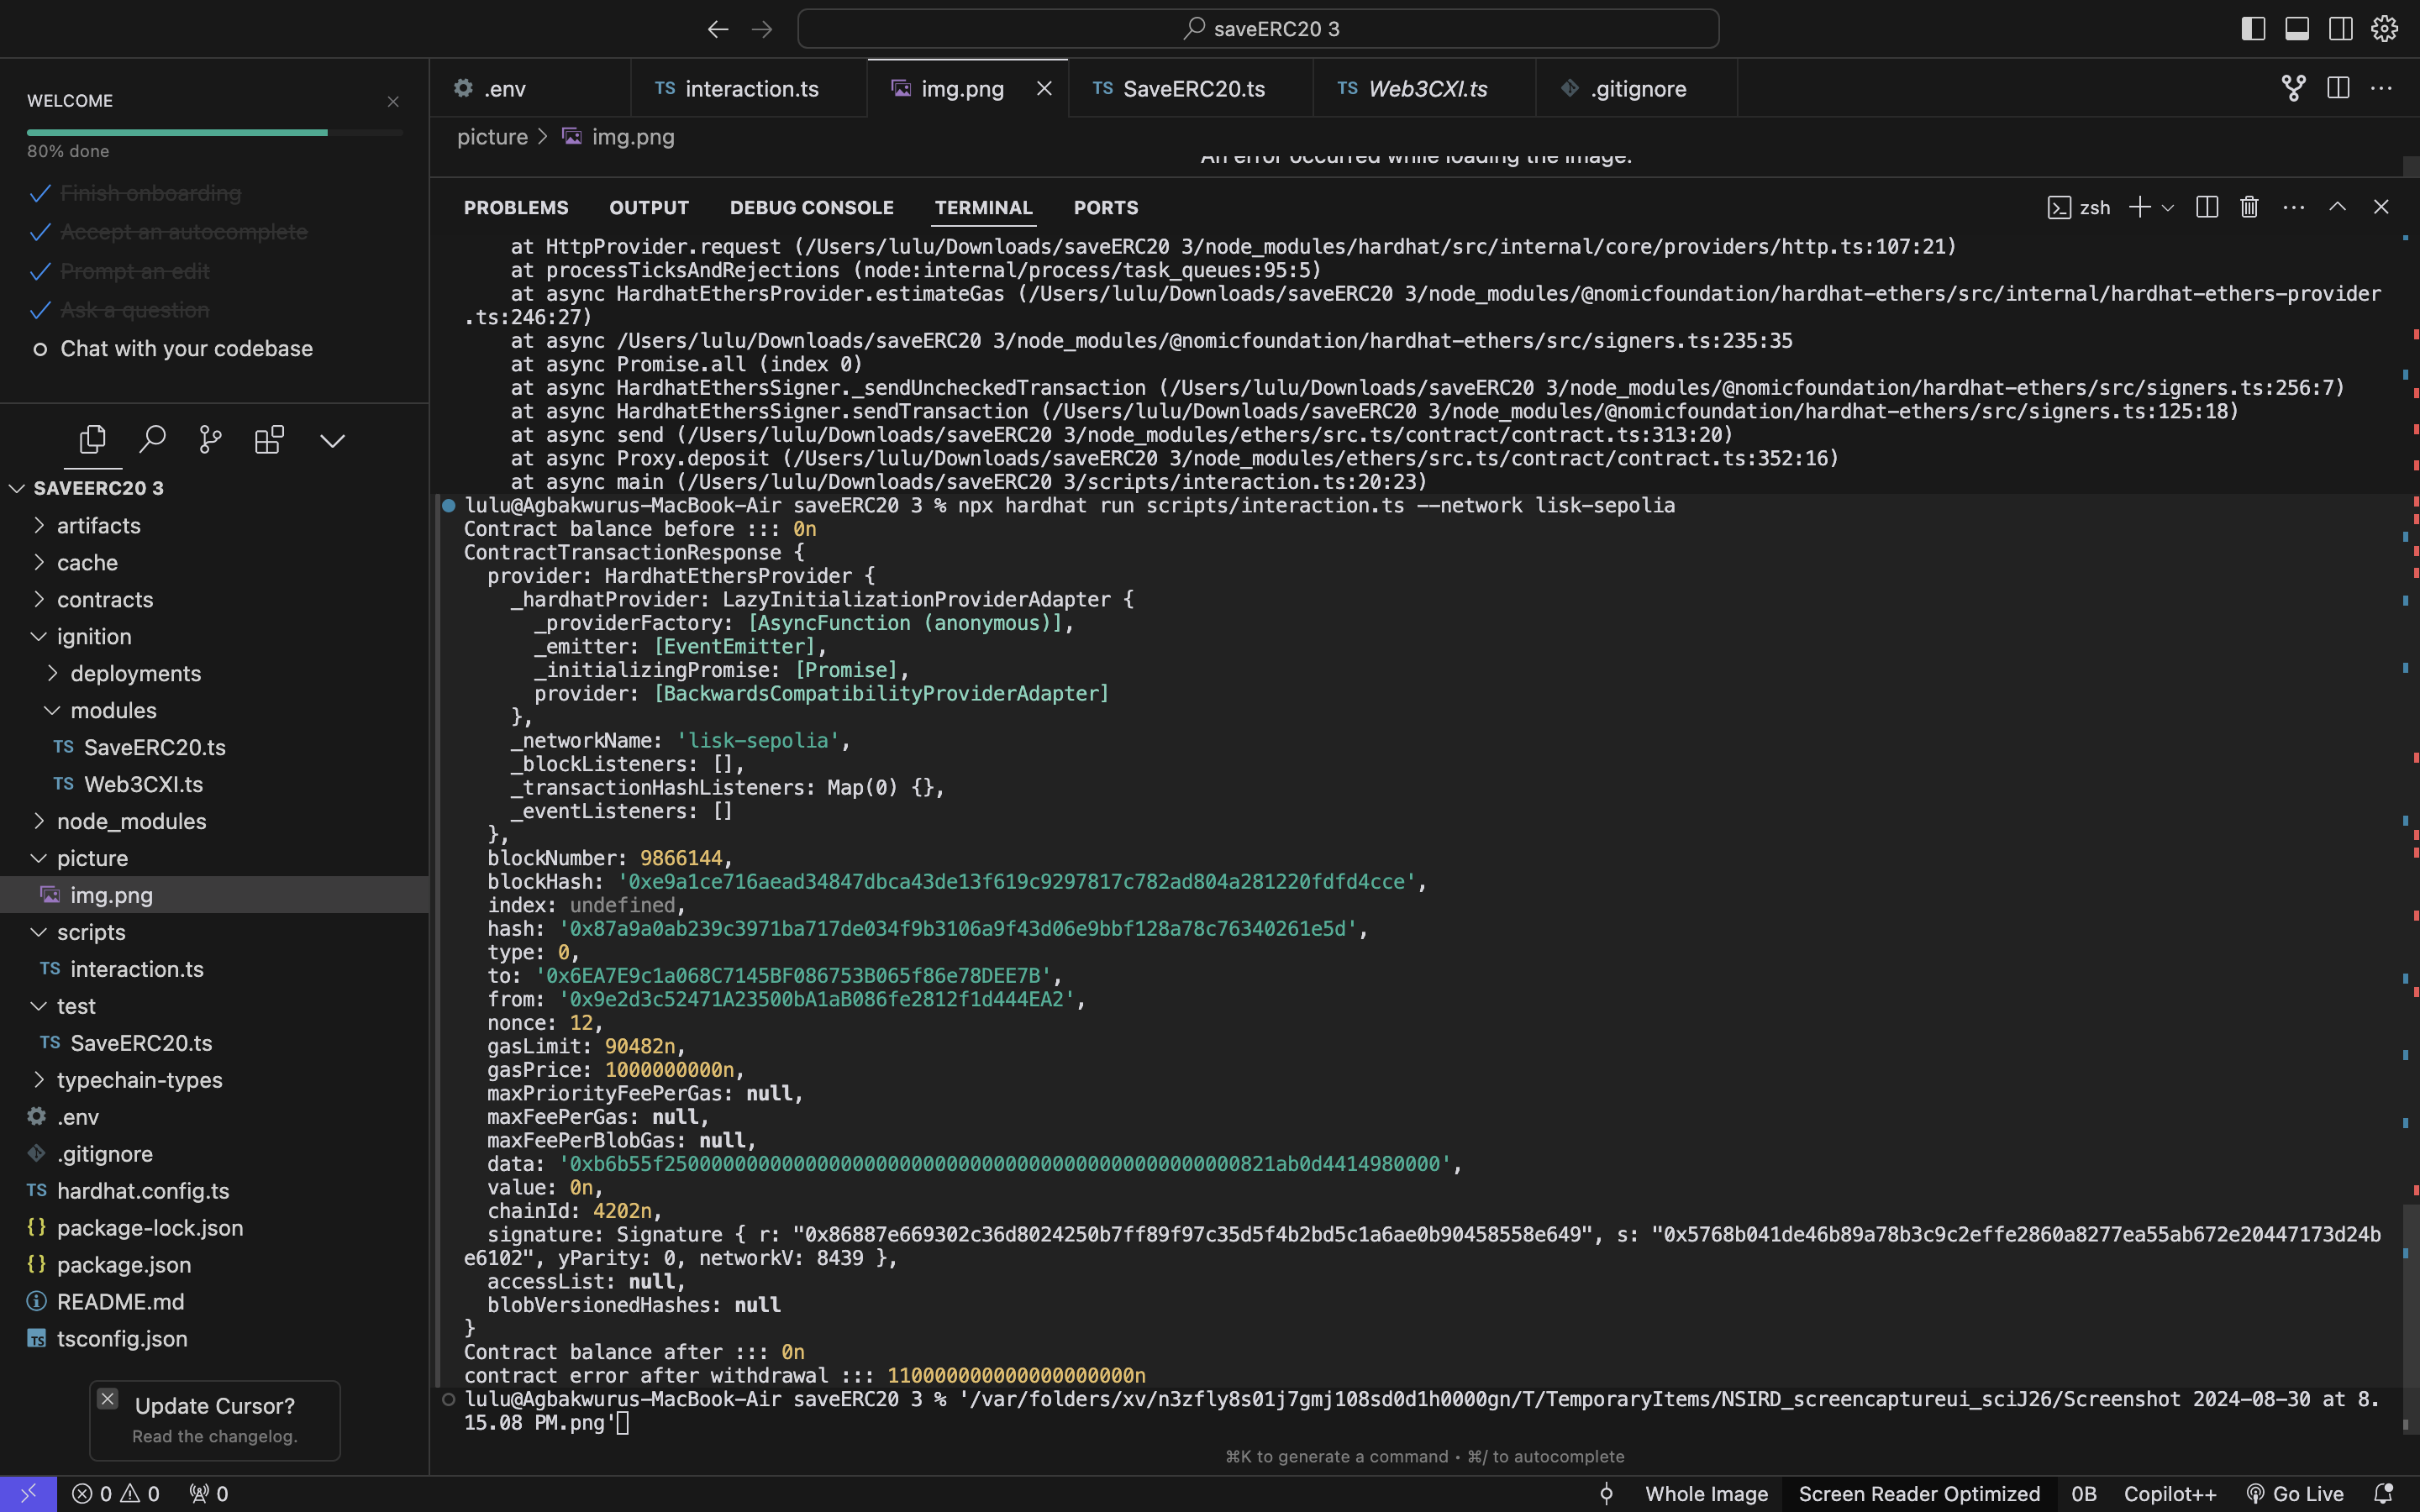 saveERC20 3
WELCOME
80% done
Finish onboarding
Accept an autocomplete
Prompt an edit
Ask a question
Chat with your codebase
SAVEERC20 3
artifacts
cache
contracts
ignition
deployments
modules
TS SaveERC20.ts
TS Web3CXI.ts
node_modules
picture
img.png
scripts
TS interaction.ts
test
TS SaveERC20.ts
typechain-types
.env
.gitignore
TS hardhat.config.ts
{} package-lock.json
{} package.json
README.md
TS tsconfig.json
Update Cursor?
Read the changelog.
.env
TS interaction.ts
img.png
TS SaveERC20.ts
TS Web3CXI.ts
.gitignore
picture > img.png
An error occurred while loading the image.
PROBLEMS OUTPUT DEBUG CONSOLE TERMINAL PORTS
zsh
at HttpProvider.request (/Users/lulu/Downloads/saveERC20 3/node_modules/hardhat/src/internal/core/providers/http.ts:107:21)
at processTicksAndRejections (node:internal/process/task_queues:95:5)
at async HardhatEthersProvider.estimateGas (/Users/lulu/Downloads/saveERC20 3/node_modules/@nomicfoundation/hardhat-ethers/src/internal/hardhat-ethers-provider
.ts:246:27)
at async /Users/lulu/Downloads/saveERC20 3/node_modules/@nomicfoundation/hardhat-ethers/src/signers.ts:235:35
at async Promise.all (index 0)
at async HardhatEthersSigner._sendUncheckedTransaction (/Users/lulu/Downloads/saveERC20 3/node_modules/@nomicfoundation/hardhat-ethers/src/signers.ts:256:7)
at async HardhatEthersSigner.sendTransaction (/Users/lulu/Downloads/saveERC20 3/node_modules/@nomicfoundation/hardhat-ethers/src/signers.ts:125:18)
at async send (/Users/lulu/Downloads/saveERC20 3/node_modules/ethers/src.ts/contract/contract.ts:313:20)
at async Proxy.deposit (/Users/lulu/Downloads/saveERC20 3/node_modules/ethers/src.ts/contract/contract.ts:352:16)
at async main (/Users/lulu/Downloads/saveERC20 3/scripts/interaction.ts:20:23)
lulu@Agbakwurus-MacBook-Air saveERC20 3 % npx hardhat run scripts/interaction.ts --network lisk-sepolia
Contract balance before ::: 0n
ContractTransactionResponse {
provider: HardhatEthersProvider {
_hardhatProvider: LazyInitializationProviderAdapter {
_providerFactory: [AsyncFunction (anonymous)],
_emitter: [EventEmitter],
_initializingPromise: [Promise],
provider: [BackwardsCompatibilityProviderAdapter]
},
_networkName: 'lisk-sepolia',
_blockListeners: [],
_transactionHashListeners: Map(0) {},
_eventListeners: []
},
blockNumber: 9866144,
blockHash: '0xe9a1ce716aead34847dbca43de13f619c9297817c782ad804a281220fdfd4cce',
index: undefined,
hash: '0x87a9a0ab239c3971ba717de034f9b3106a9f43d06e9bbf128a78c76340261e5d',
type: 0,
to: '0x6EA7E9c1a068C7145BF086753B065f86e78DEE7B',
from: '0x9e2d3c52471A23500bA1aB086fe2812f1d444EA2',
nonce: 12,
gasLimit: 90482n,
gasPrice: 1000000000n,
maxPriorityFeePerGas: null,
maxFeePerGas: null,
maxFeePerBlobGas: null,
data: '0xb6b55f250000000000000000000000000000000000000000000000821ab0d4414980000',
value: 0n,
chainId: 4202n,
signature: Signature { r: "0x86887e669302c36d8024250b7ff89f97c35d5f4b2bd5c1a6ae0b90458558e649", s: "0x5768b041de46b89a78b3c9c2effe2860a8277ea55ab672e20447173d24b
e6102", yParity: 0, networkV: 8439 },
accessList: null,
blobVersionedHashes: null
}
Contract balance after ::: 0n
contract error after withdrawal ::: 110000000000000000000n
lulu@Agbakwurus-MacBook-Air saveERC20 3 % '/var/folders/xv/n3zfly8s01j7gmj108sd0d1h0000gn/T/TemporaryItems/NSIRD_screencaptureui_sciJ26/Screenshot 2024-08-30 at 8.
15.08 PM.png'
⌘K to generate a command • ⌘/ to autocomplete
0 0 0
Whole Image Screen Reader Optimized 0B Copilot++ Go Live